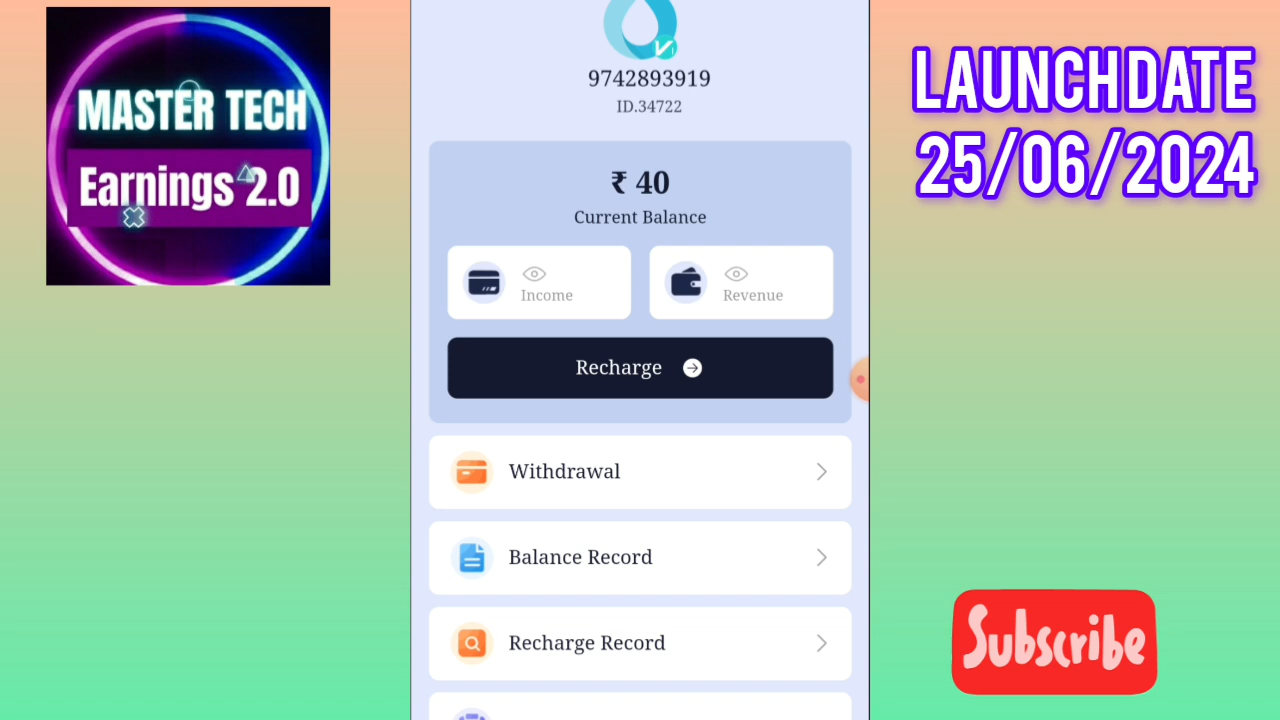 MASTER TECH
Earnings 2.0
9742893919
ID.34722
₹ 40
Current Balance
Income
Revenue
Recharge
Withdrawal
Balance Record
Recharge Record
LAUNCHDATE
25/06/2024
Subscribe